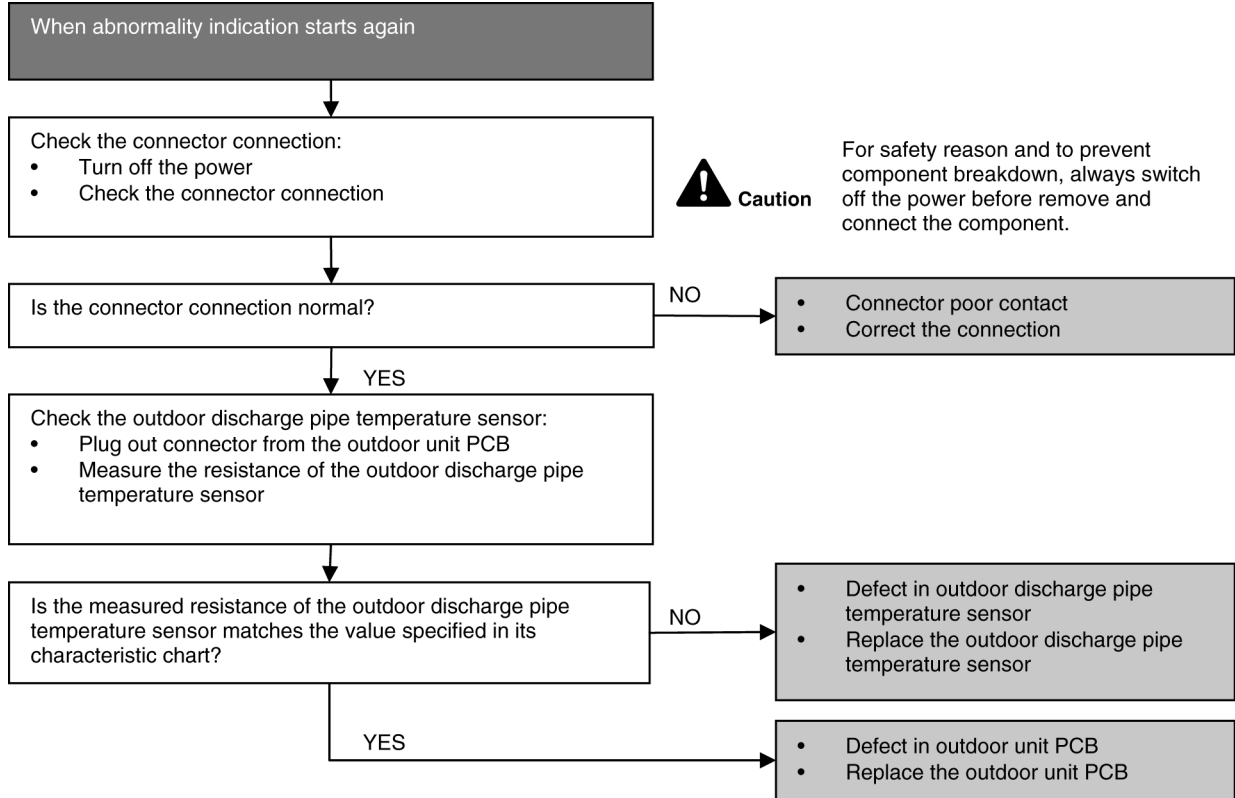 When abnormality indication starts again
Check the connector connection:
• Turn off the power
• Check the connector connection
Caution
For safety reason and to prevent
component breakdown, always switch
off the power before remove and
connect the component.
Is the connector connection normal?
NO
• Connector poor contact
• Correct the connection
YES
Check the outdoor discharge pipe temperature sensor:
• Plug out connector from the outdoor unit PCB
• Measure the resistance of the outdoor discharge pipe
temperature sensor
Is the measured resistance of the outdoor discharge pipe
temperature sensor matches the value specified in its
characteristic chart?
NO
• Defect in outdoor discharge pipe
temperature sensor
• Replace the outdoor discharge pipe
temperature sensor
YES
• Defect in outdoor unit PCB
• Replace the outdoor unit PCB